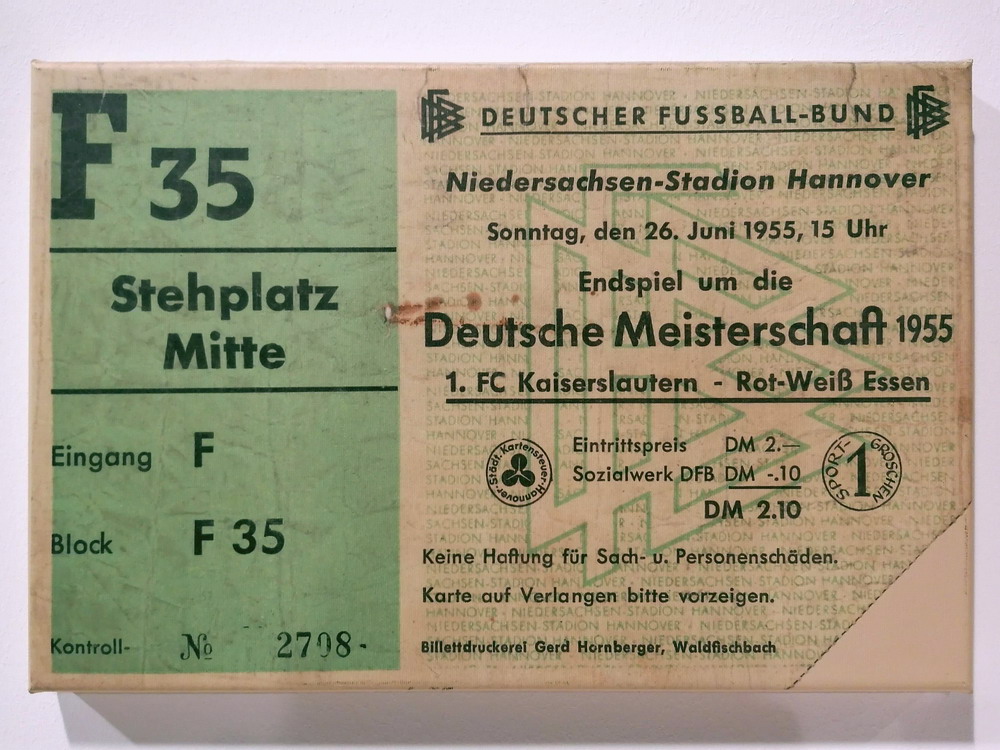 F 35
Stehplatz
Mitte
Eingang F
Block F 35
Kontroll- № 2708-
DEUTSCHER FUSSBALL-BUND
Niedersachsen-Stadion Hannover
Sonntag, den 26. Juni 1955, 15 Uhr
Endspiel um die
Deutsche Meisterschaft 1955
1. FC Kaiserslautern - Rot-Weiß Essen
Städt. Kartensteuer Hannover
Eintrittspreis DM 2.—
Sozialwerk DFB DM -.10
DM 2.10
SPORT-GROSCHEN
1
Keine Haftung für Sach- u. Personenschäden.
Karte auf Verlangen bitte vorzeigen.
Billettdruckerei Gerd Hornberger, Waldfischbach